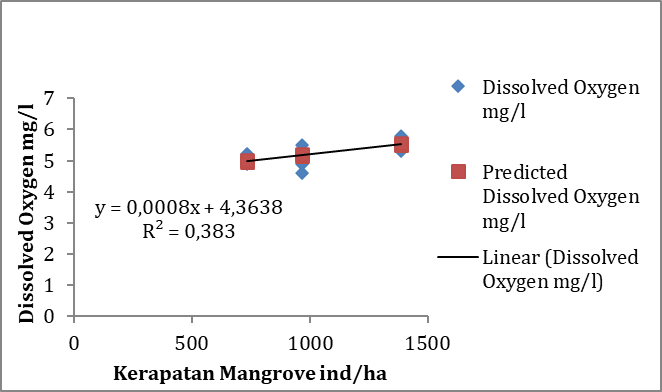 Dissolved Oxygen mg/l
7
6
5
4
3
2
1
0
y = 0,0008x + 4,3638
R² = 0,383
0 500 1000 1500
Kerapatan Mangrove ind/ha
Dissolved Oxygen
mg/l
Predicted
Dissolved Oxygen
mg/l
Linear (Dissolved
Oxygen mg/l)